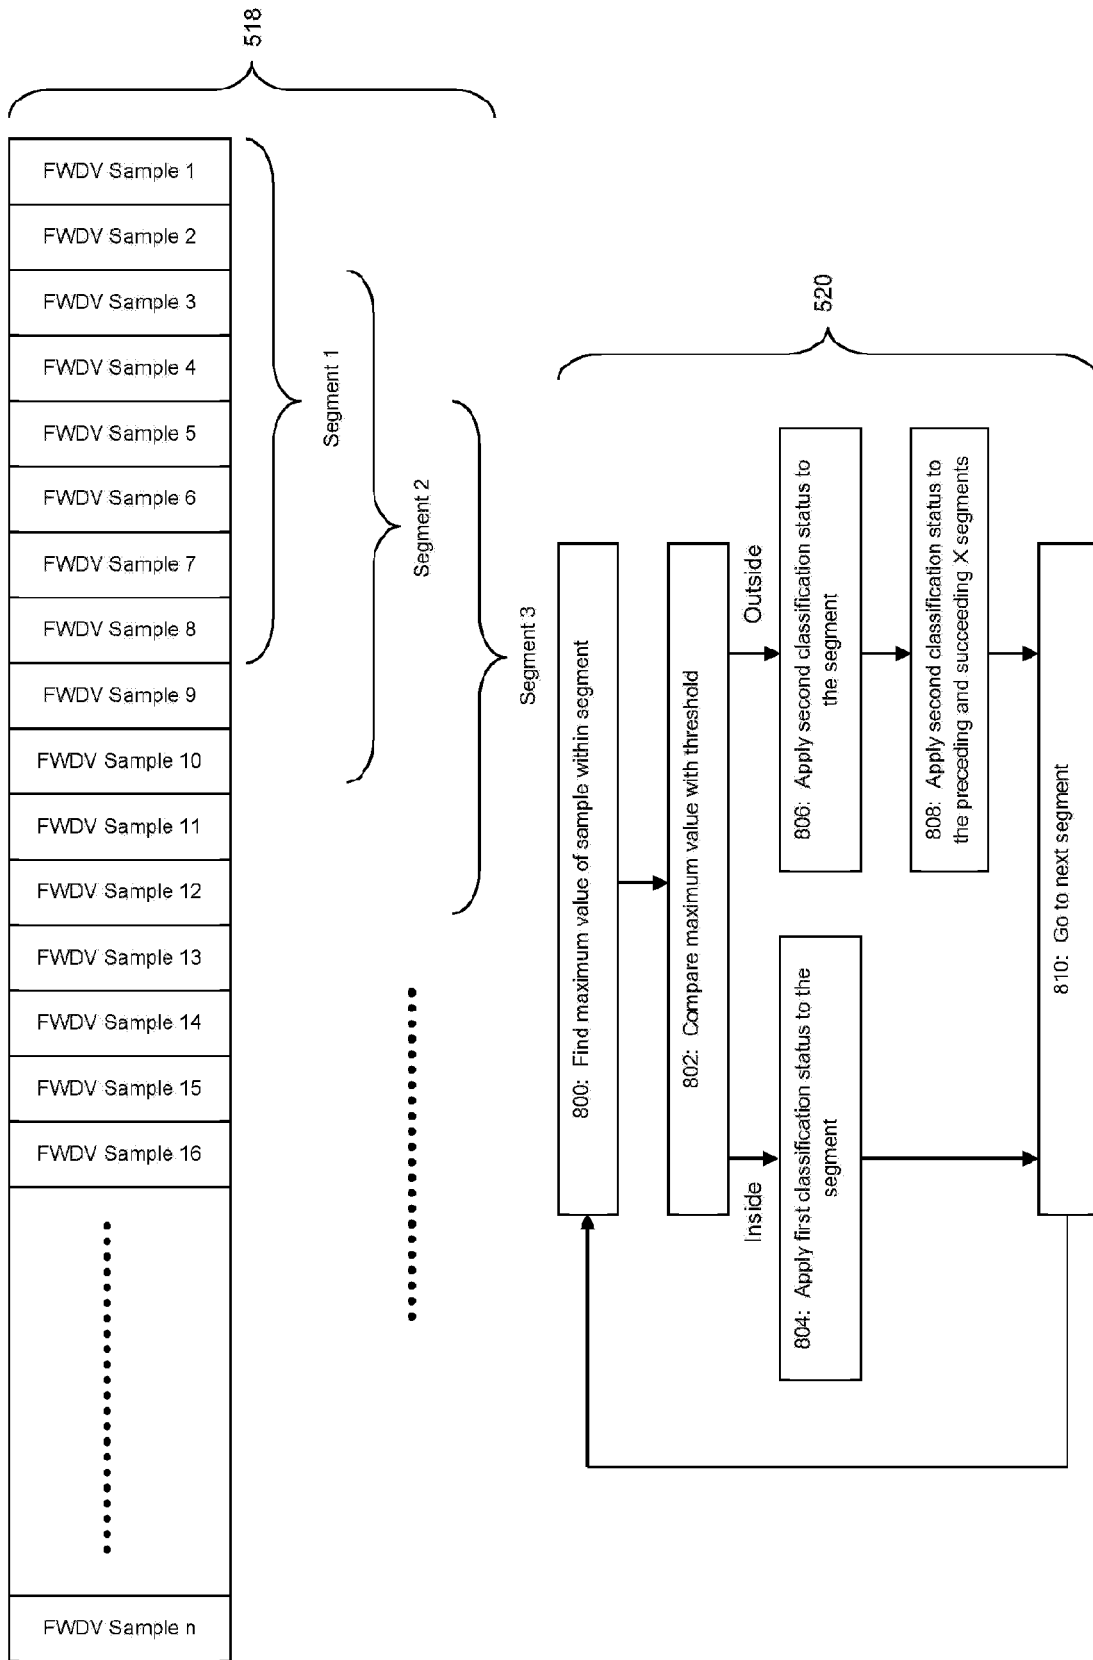 518
FWDV Sample 1
FWDV Sample 2
FWDV Sample 3
FWDV Sample 4
FWDV Sample 5
FWDV Sample 6
FWDV Sample 7
FWDV Sample 8
FWDV Sample 9
FWDV Sample 10
FWDV Sample 11
FWDV Sample 12
FWDV Sample 13
FWDV Sample 14
FWDV Sample 15
FWDV Sample 16
FWDV Sample n
Segment 1
Segment 2
Segment 3
520
800: Find maximum value of sample within segment
802: Compare maximum value with threshold
Inside
Outside
804: Apply first classification status to the
segment
806: Apply second classification status to
the segment
808: Apply second classification status to
the preceding and succeeding X segments
810: Go to next segment